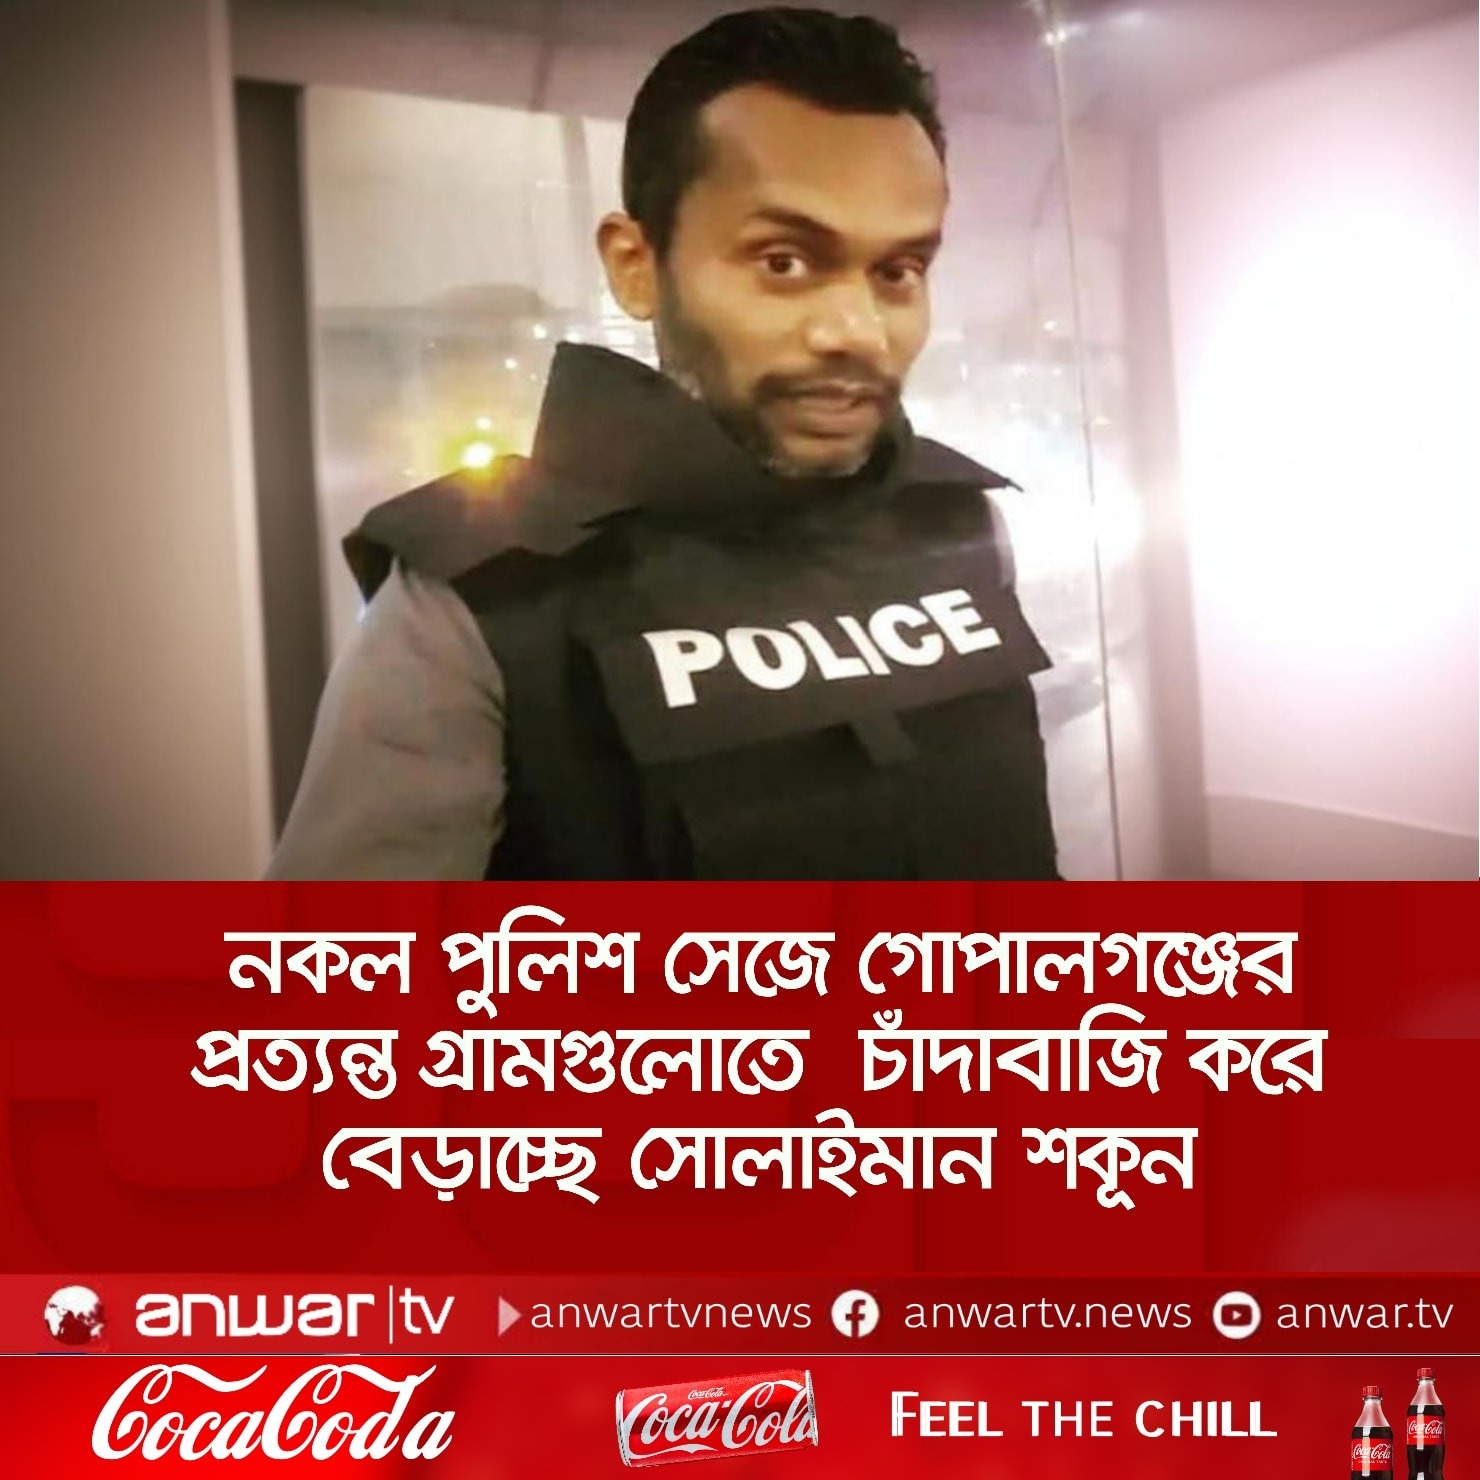 POLICE
নকল পুলিশ সেজে গোপালগঞ্জের
প্রত্যন্ত গ্রামগুলোতে চাঁদাবাজি করে
বেড়াচ্ছে সোলাইমান শকূন
anwar|tv anwartvnews anwartv.news anwar.tv
CocaCoda Coca-Cola FEEL THE CHILL